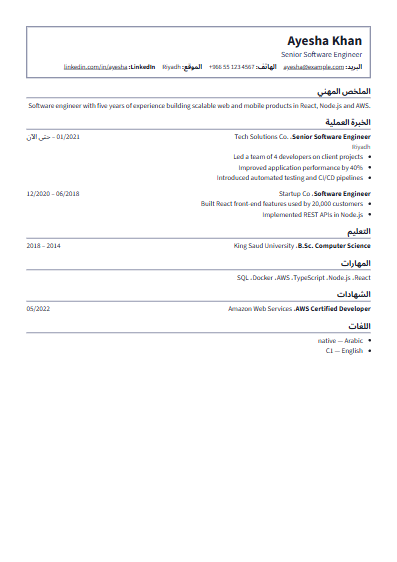 Ayesha Khan
Senior Software Engineer
البريد: ayesha@example.com الهاتف: +966 55 123 4567 الموقع: Riyadh LinkedIn: linkedin.com/in/ayesha
الملخص المهني
Software engineer with five years of experience building scalable web and mobile products in React, Node.js and AWS.
الخبرة العملية
Senior Software Engineer، Tech Solutions Co. 01/2021 – حتى الآن
Riyadh
Led a team of 4 developers on client projects
Improved application performance by 40%
Introduced automated testing and CI/CD pipelines
Software Engineer، Startup Co 06/2018 – 12/2020
Built React front-end features used by 20,000 customers
Implemented REST APIs in Node.js
التعليم
B.Sc. Computer Science، King Saud University 2014 – 2018
المهارات
React، Node.js، TypeScript، AWS، Docker، SQL
الشهادات
AWS Certified Developer، Amazon Web Services 05/2022
اللغات
Arabic — native
English — C1